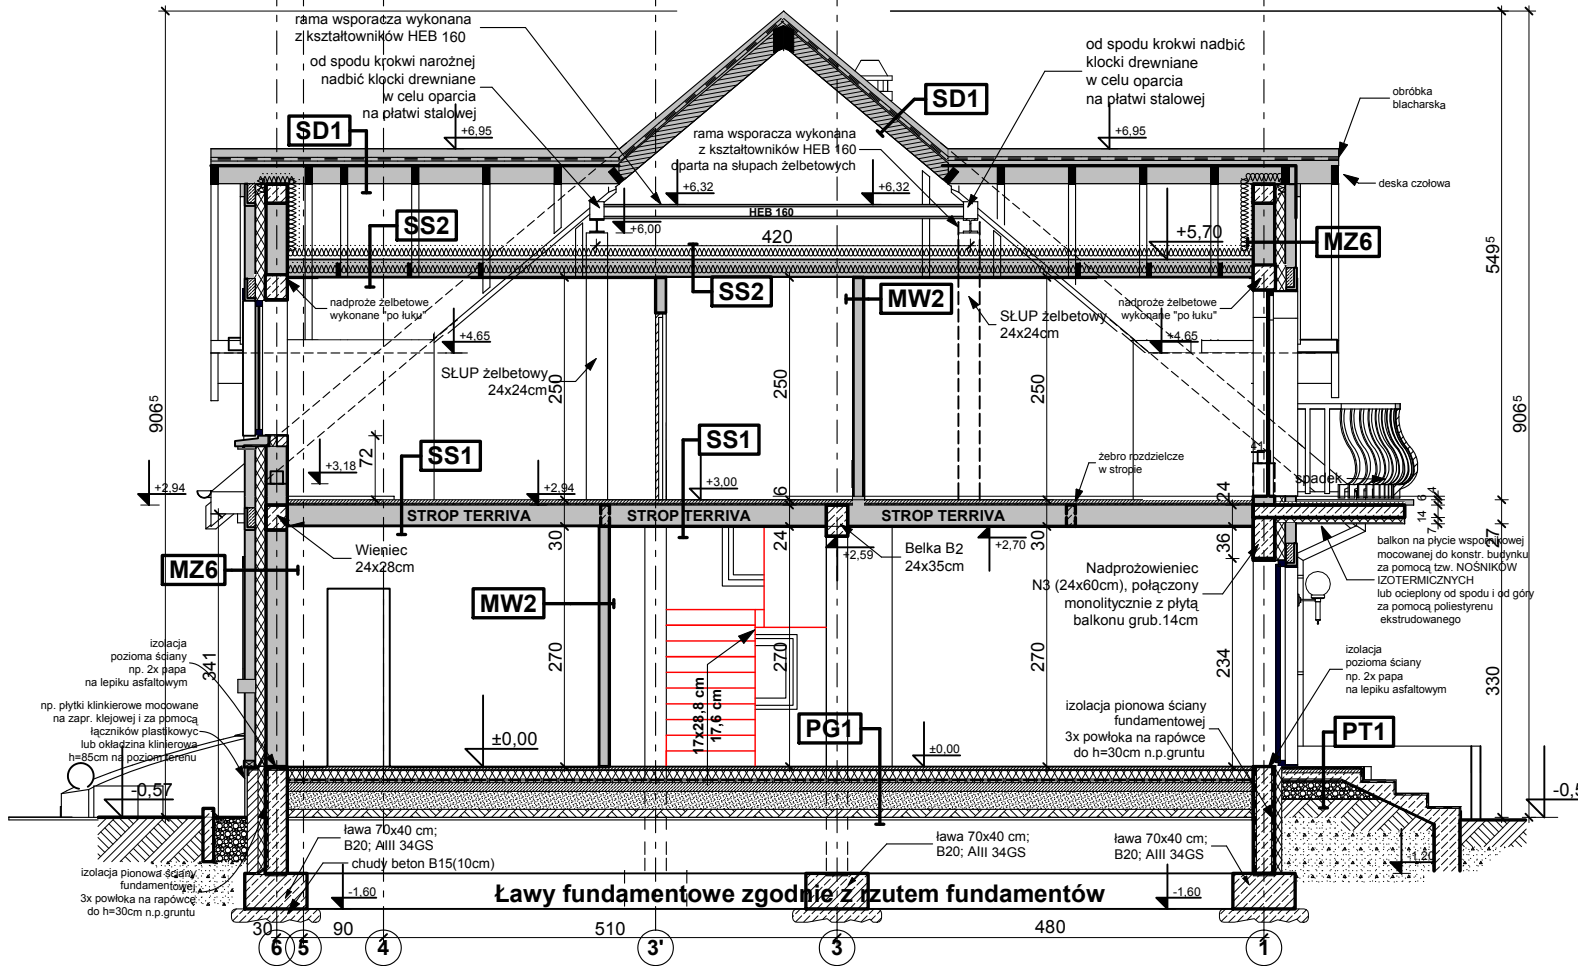 rama wsporacza wykonana
z kształtowników HEB 160
od spodu krokwi narożnej
nadbić klocki drewniane
w celu oparcia
na płatwi stalowej
SD1
+6,95
SD1
rama wsporacza wykonana
z kształtowników HEB 160
oparta na słupach żelbetowych
od spodu krokwi nadbić
klocki drewniane
w celu oparcia
na płatwi stalowej
+6,95
obróbka
blacharska
deska czołowa
+6,32
+6,32
HEB 160
+6,00
420
SS2
+5,70
MZ6
549⁵
SS2
MW2
nadproże żelbetowe
wykonane "po łuku"
+4,65
SŁUP żelbetowy
24x24cm
SŁUP żelbetowy
24x24cm
nadproże żelbetowe
wykonane "po łuku"
+4,65
250
250
250
906⁵
906⁵
SS1
SS1
72
+3,18
+2,94
+2,94
+3,00
6
żebro rozdzielcze
w stropie
spadek
24
6
4
14
7
27
STROP TERRIVA
STROP TERRIVA
STROP TERRIVA
30
24
30
36
Wieniec
24x28cm
+2,59
Belka B2
24x35cm
+2,70
balkon na płycie wspornikowej
mocowanej do konstr. budynku
za pomocą tzw. NOŚNIKÓW
IZOTERMICZNYCH
lub ocieplony od spodu i od góry
za pomocą poliestyrenu
ekstrudowanego
MZ6
MW2
Nadprożowieniec
N3 (24x60cm), połączony
monolitycznie z płytą
balkonu grub.14cm
341
270
270
270
234
330
izolacja
pozioma ściany
np. 2x papa
na lepiku asfaltowym
izolacja
pozioma ściany
np. 2x papa
na lepiku asfaltowym
np. płytki klinkierowe mocowane
na zapr. klejowej i za pomocą
łączników plastikowyc
lub okładzina klinierowa
h=85cm na poziom terenu
17x28,8 cm
17,6 cm
izolacja pionowa ściany
fundamentowej
3x powłoka na rapówce
do h=30cm n.p.gruntu
PG1
PT1
±0,00
±0,00
-0,57
-0,5
-1,20
ława 70x40 cm;
B20; AIII 34GS
chudy beton B15(10cm)
ława 70x40 cm;
B20; AIII 34GS
ława 70x40 cm;
B20; AIII 34GS
izolacja pionowa ściany
fundamentowej
3x powłoka na rapówce
do h=30cm n.p.gruntu
-1.60
Ławy fundamentowe zgodnie z rzutem fundamentów
-1.60
30
90
510
480
6
5
4
3'
3
1